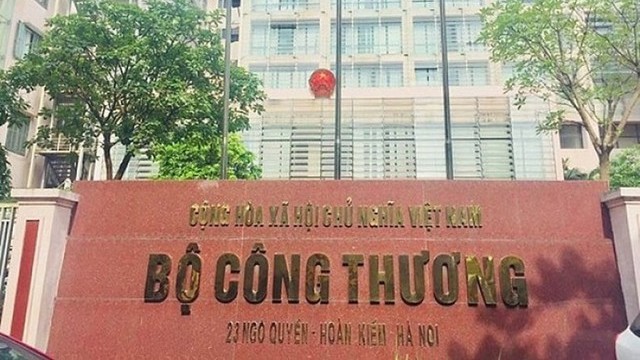 CỘNG HÒA XÃ HỘI CHỦ NGHĨA VIỆT NAM
BỘ CÔNG THƯƠNG
23 NGÔ QUYỀN - HOÀN KIẾM - HÀ NỘI